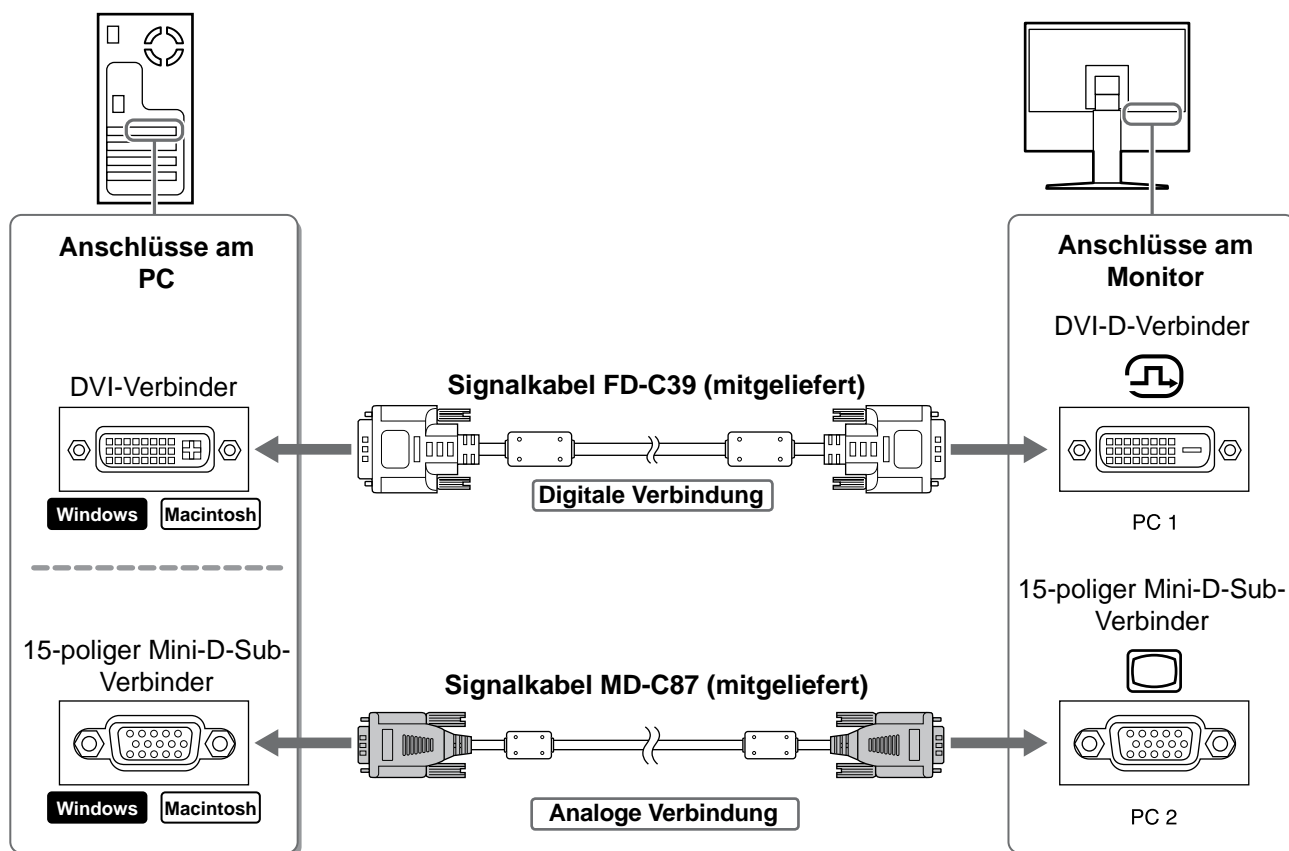 Anschlüsse am
PC
DVI-Verbinder
Windows Macintosh
15-poliger Mini-D-Sub-
Verbinder
Windows Macintosh
Signalkabel FD-C39 (mitgeliefert)
Digitale Verbindung
Signalkabel MD-C87 (mitgeliefert)
Analoge Verbindung
Anschlüsse am
Monitor
DVI-D-Verbinder
PC 1
15-poliger Mini-D-Sub-
Verbinder
PC 2